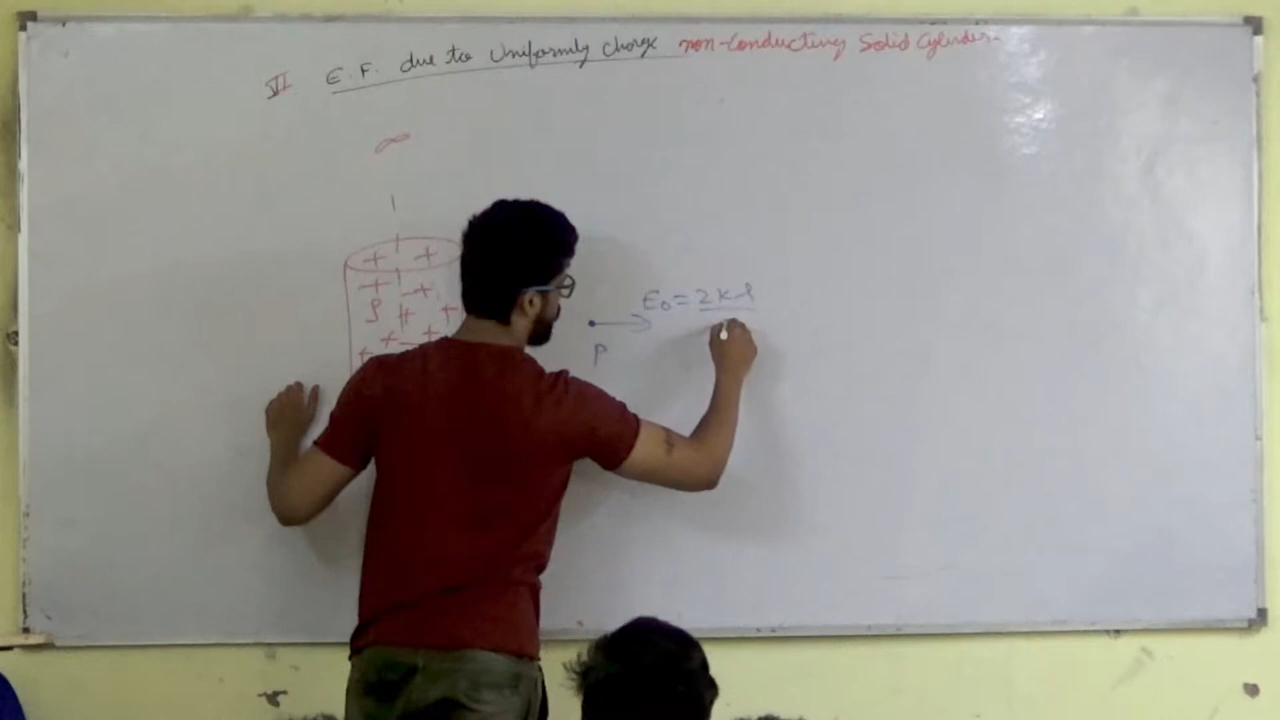 VI E.F. due to Uniformly charge non-Conducting Solid Cylinder
∞
+ +
+ +
ρ + +
+ +
+
E₀ = 2kλ
P